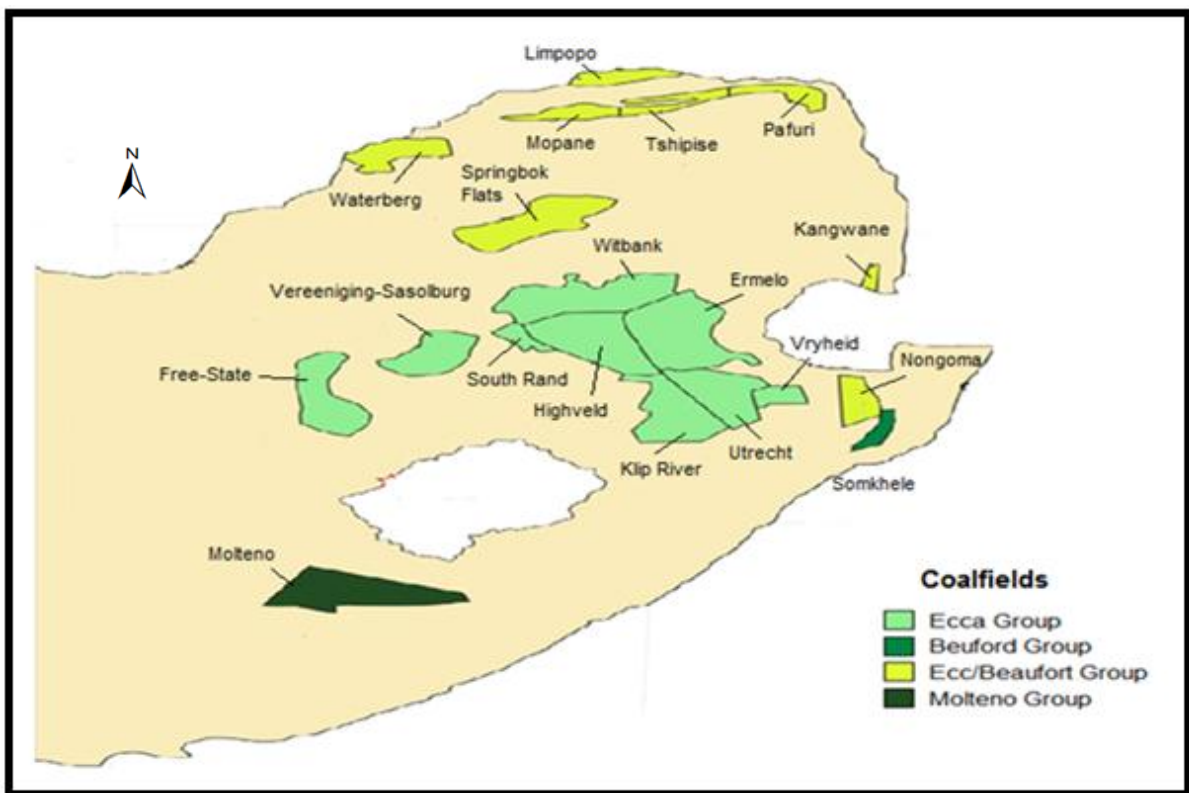 Limpopo
N
Mopane
Tshipise
Pafuri
Waterberg
Springbok
Flats
Kangwane
Witbank
Ermelo
Vereeniging-Sasolburg
Vryheid
Nongoma
Free-State
South Rand
Highveld
Utrecht
Klip River
Somkhele
Molteno
Coalfields
Ecca Group
Beuford Group
Ecc/Beaufort Group
Molteno Group